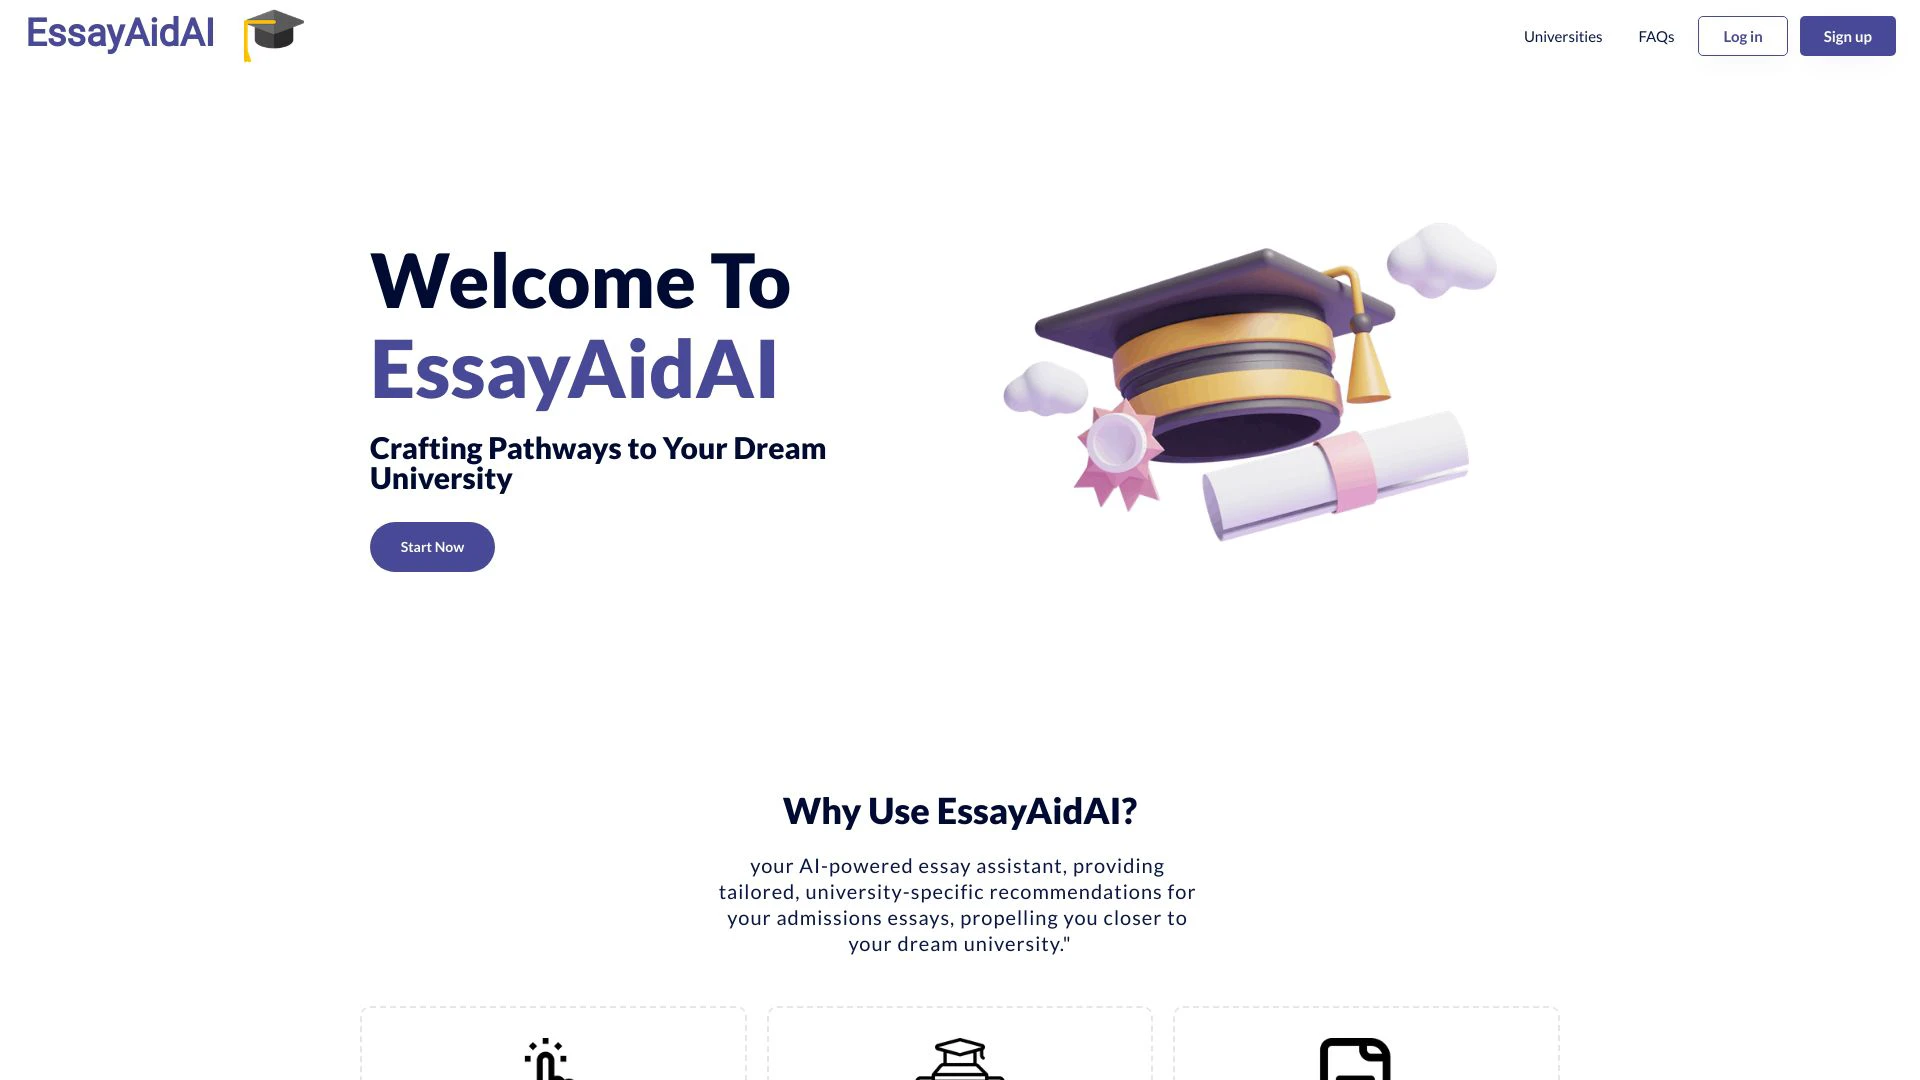 EssayAidAI
Universities
FAQs
Log in
Sign up
Welcome To
EssayAidAI
Crafting Pathways to Your Dream
University
Start Now
Why Use EssayAidAI?
your AI-powered essay assistant, providing
tailored, university-specific recommendations for
your admissions essays, propelling you closer to
your dream university."